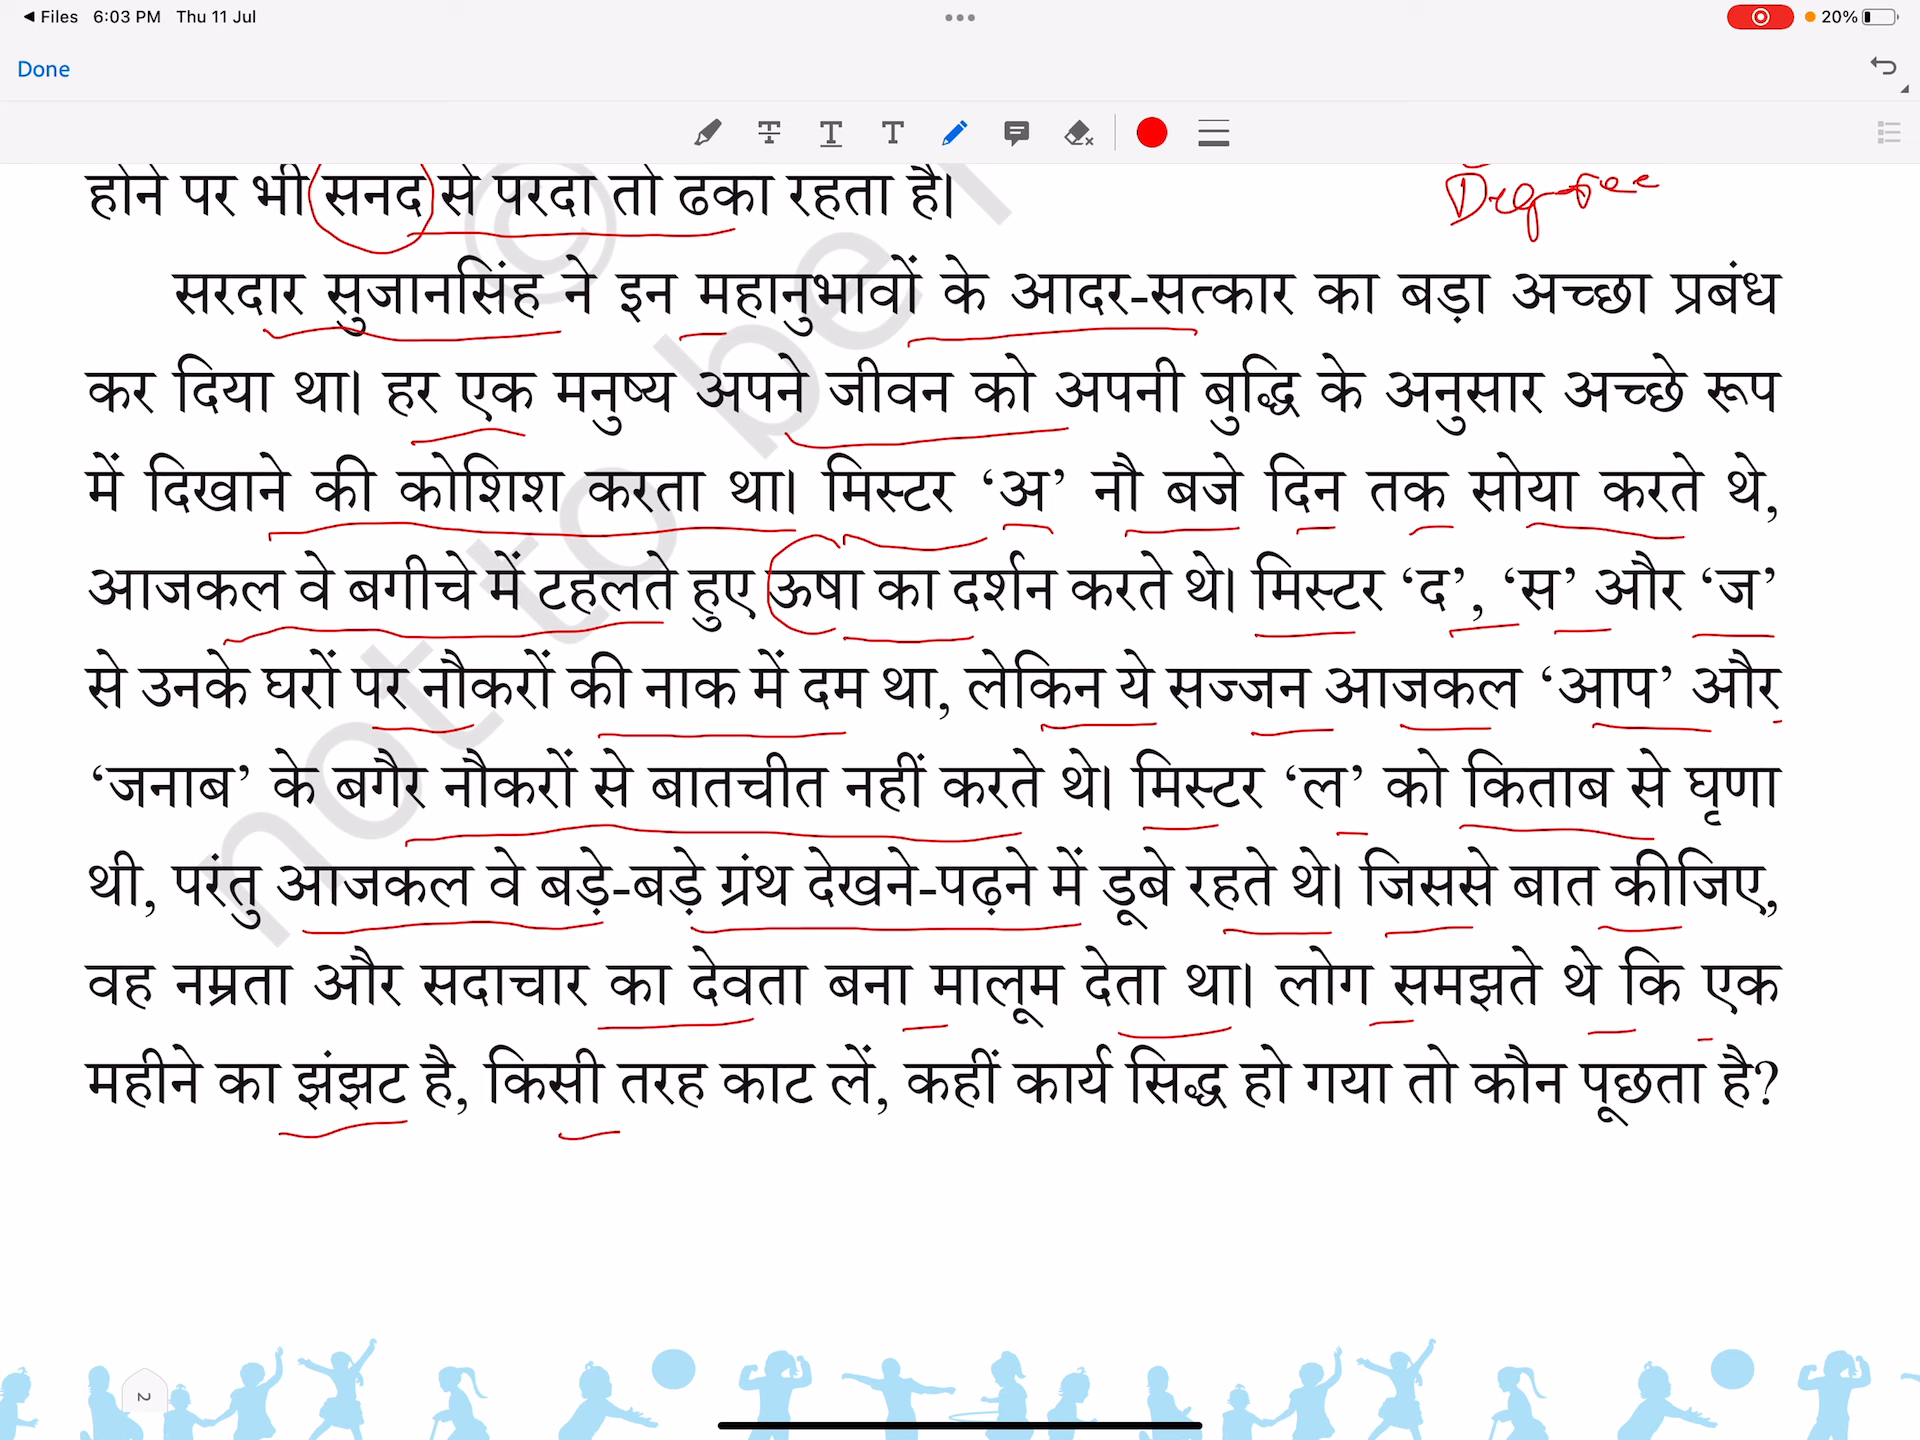 ◀ Files 6:03 PM Thu 11 Jul 20%
Done
होने पर भी सनद से परदा तो ढका रहता है।
Degree
सरदार सुजानसिंह ने इन महानुभावों के आदर-सत्कार का बड़ा अच्छा प्रबंध
कर दिया था। हर एक मनुष्य अपने जीवन को अपनी बुद्धि के अनुसार अच्छे रूप
में दिखाने की कोशिश करता था। मिस्टर ‘अ’ नौ बजे दिन तक सोया करते थे,
आजकल वे बगीचे में टहलते हुए ऊषा का दर्शन करते थे। मिस्टर ‘द’, ‘स’ और ‘ज’
से उनके घरों पर नौकरों की नाक में दम था, लेकिन ये सज्जन आजकल ‘आप’ और
‘जनाब’ के बगैर नौकरों से बातचीत नहीं करते थे। मिस्टर ‘ल’ को किताब से घृणा
थी, परंतु आजकल वे बड़े-बड़े ग्रंथ देखने-पढ़ने में डूबे रहते थे। जिससे बात कीजिए,
वह नम्रता और सदाचार का देवता बना मालूम देता था। लोग समझते थे कि एक
महीने का झंझट है, किसी तरह काट लें, कहीं कार्य सिद्ध हो गया तो कौन पूछता है?
not to be r
©
2